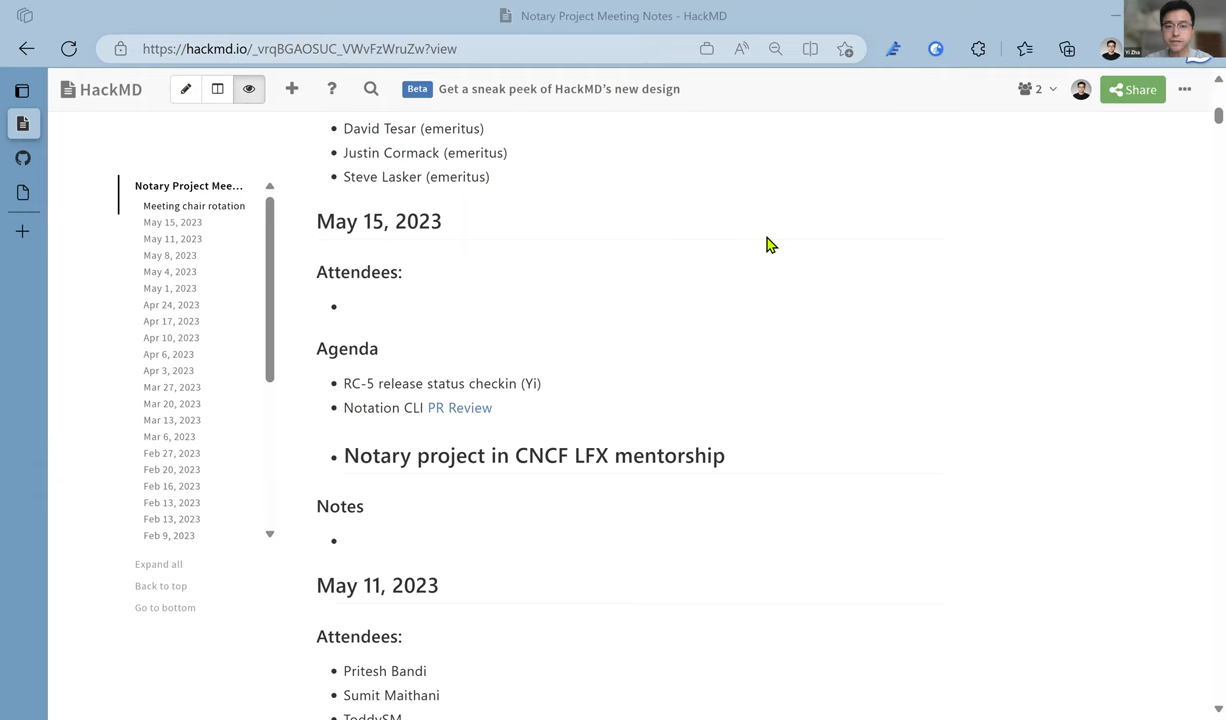 Notary Project Meeting Notes - HackMD
https://hackmd.io/_vrqBGAOSUC_VWvFzWruZw?view
Yi Zha
HackMD
Beta Get a sneak peek of HackMD's new design
2
Share
David Tesar (emeritus)
Justin Cormack (emeritus)
Steve Lasker (emeritus)
Notary Project Mee...
Meeting chair rotation
May 15, 2023
May 11, 2023
May 8, 2023
May 4, 2023
May 1, 2023
Apr 24, 2023
Apr 17, 2023
Apr 10, 2023
Apr 6, 2023
Apr 3, 2023
Mar 27, 2023
Mar 20, 2023
Mar 13, 2023
Mar 6, 2023
Feb 27, 2023
Feb 20, 2023
Feb 16, 2023
Feb 13, 2023
Feb 13, 2023
Feb 9, 2023
Expand all
Back to top
Go to bottom
May 15, 2023
Attendees:
Agenda
RC-5 release status checkin (Yi)
Notation CLI PR Review
Notary project in CNCF LFX mentorship
Notes
May 11, 2023
Attendees:
Pritesh Bandi
Sumit Maithani
ToddySM